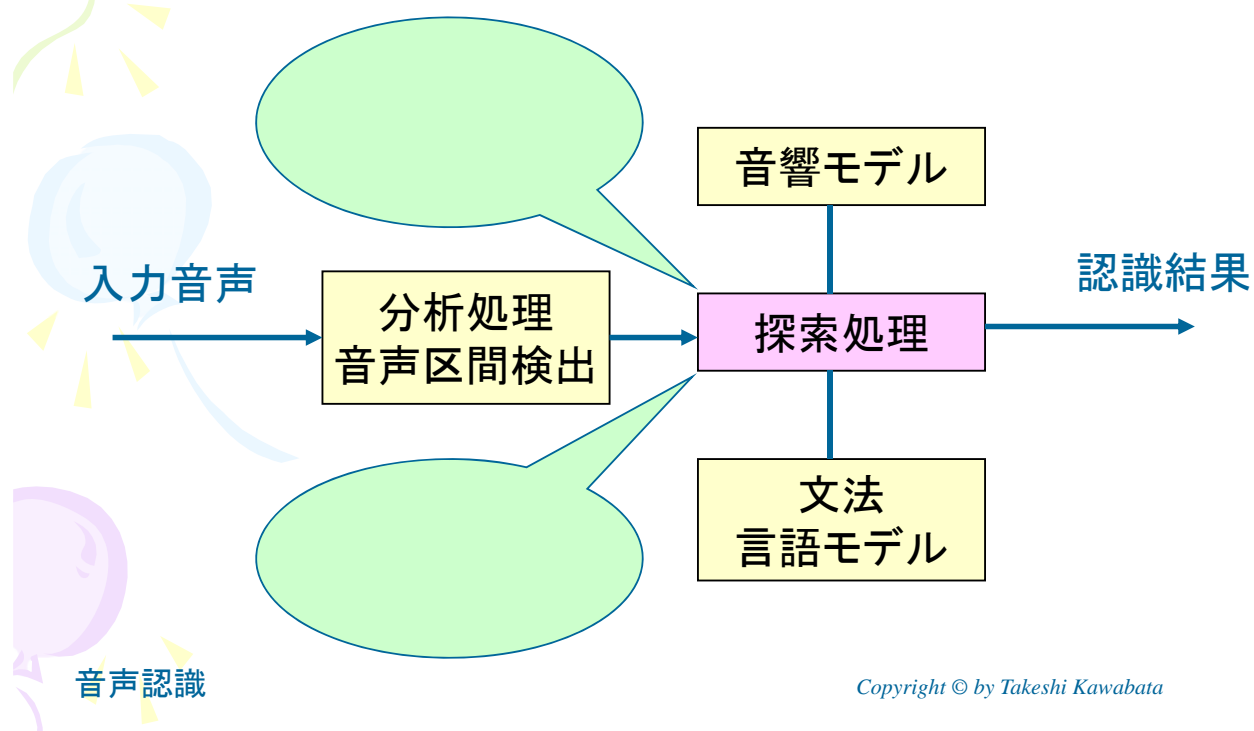 音響モデル
入力音声
分析処理
音声区間検出
探索処理
認識結果
文法
言語モデル
音声認識
Copyright © by Takeshi Kawabata